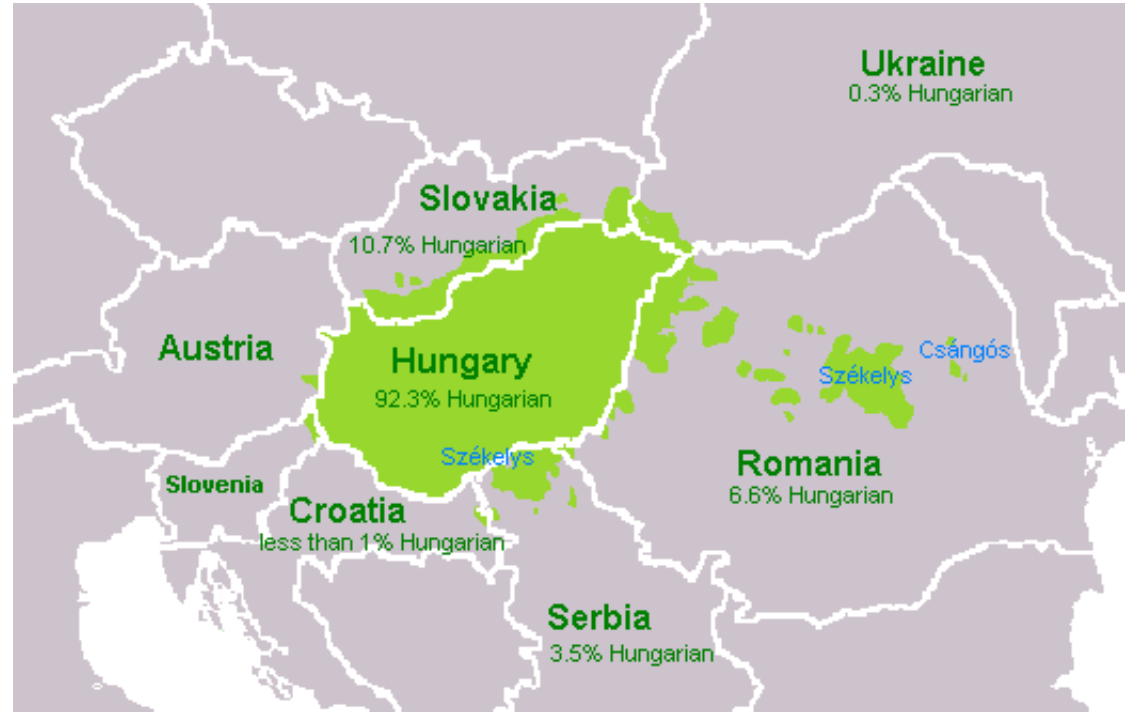 Ukraine
0.3% Hungarian
Slovakia
10.7% Hungarian
Austria
Hungary
92.3% Hungarian
Csángós
Székelys
Székelys
Romania
6.6% Hungarian
Slovenia
Croatia
less than 1% Hungarian
Serbia
3.5% Hungarian